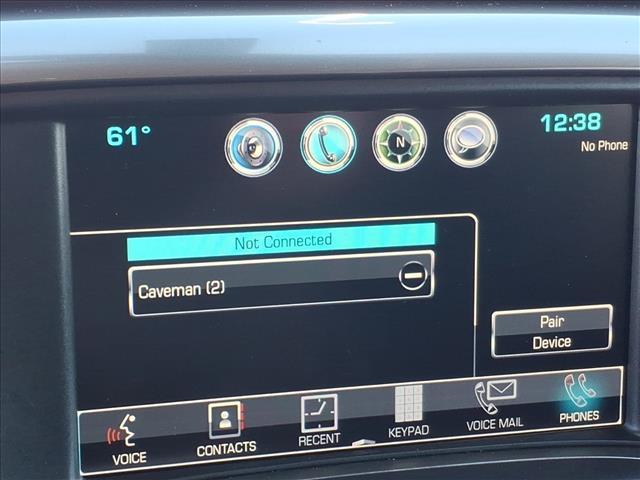 61°
N
12:38
No Phone
Not Connected
Caveman (2)
Pair
Device
VOICE
CONTACTS
RECENT
KEYPAD
VOICE MAIL
PHONES